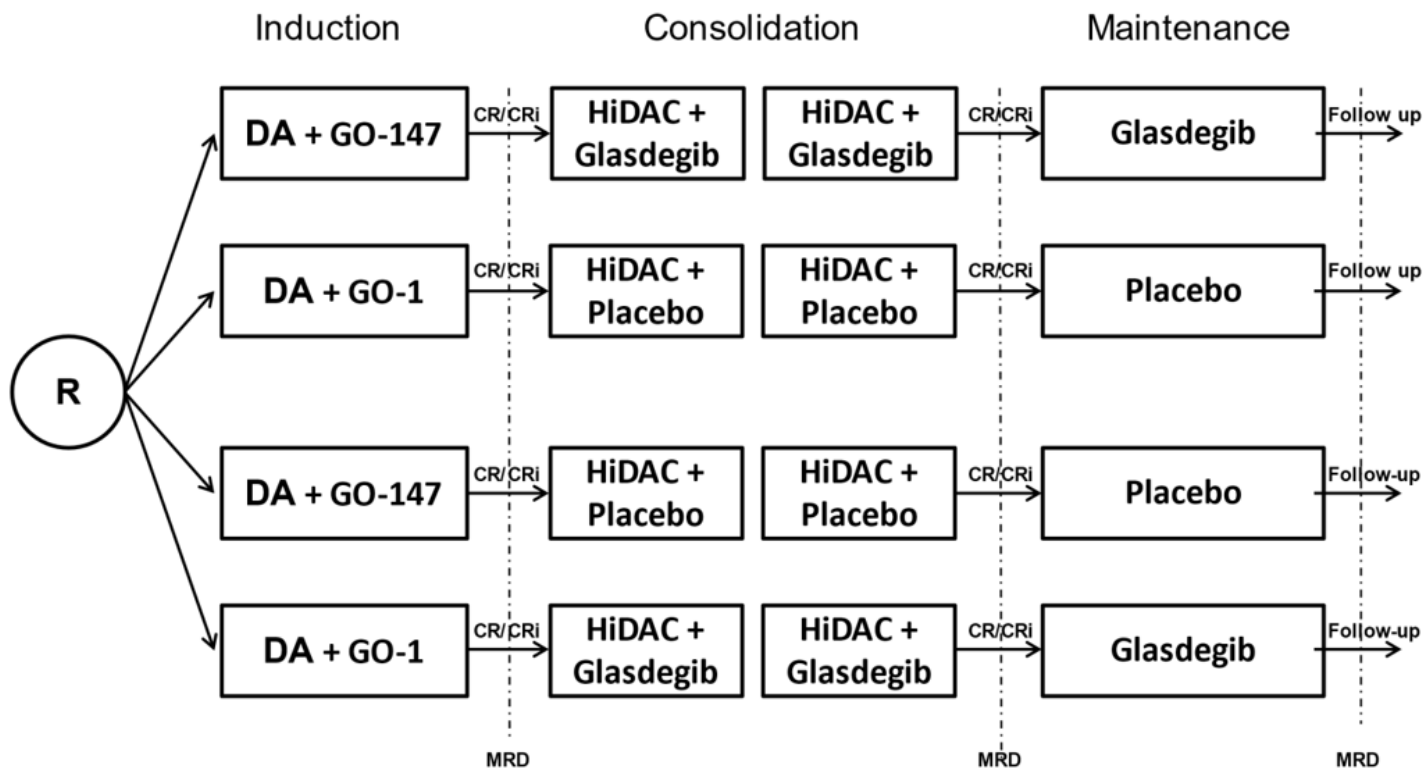 Induction Consolidation Maintenance
DA + GO-147 CR/CRi HiDAC + Glasdegib HiDAC + Glasdegib CR/CRi Glasdegib Follow up
DA + GO-1 CR/CRi HiDAC + Placebo HiDAC + Placebo CR/CRi Placebo Follow up
R
DA + GO-147 CR/CRi HiDAC + Placebo HiDAC + Placebo CR/CRi Placebo Follow-up
DA + GO-1 CR/CRi HiDAC + Glasdegib HiDAC + Glasdegib CR/CRi Glasdegib Follow-up
MRD MRD MRD